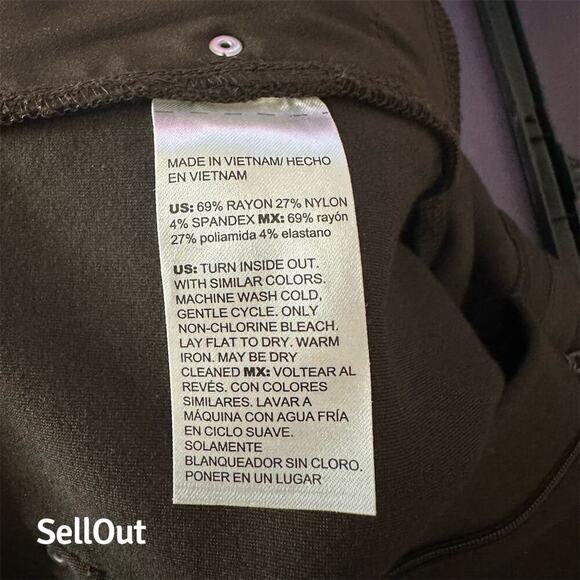 MADE IN VIETNAM/ HECHO
EN VIETNAM
US: 69% RAYON 27% NYLON
4% SPANDEX MX: 69% rayón
27% poliamida 4% elastano
US: TURN INSIDE OUT.
WITH SIMILAR COLORS.
MACHINE WASH COLD,
GENTLE CYCLE. ONLY
NON-CHLORINE BLEACH.
LAY FLAT TO DRY. WARM
IRON. MAY BE DRY
CLEANED MX: VOLTEAR AL
REVÉS. CON COLORES
SIMILARES. LAVAR A
MÁQUINA CON AGUA FRÍA
EN CICLO SUAVE.
SOLAMENTE
BLANQUEADOR SIN CLORO.
PONER EN UN LUGAR
SellOut